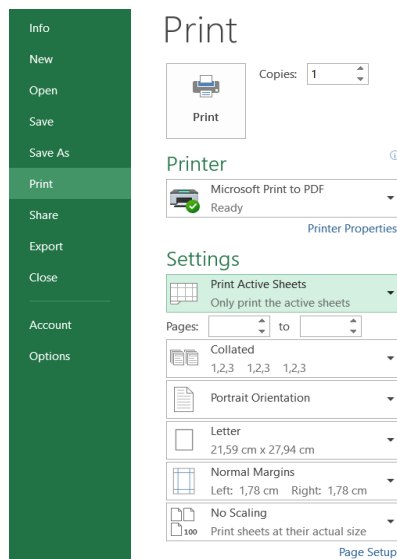 Info
New
Open
Save
Save As
Print
Share
Export
Close
Account
Options
Print
Copies: 1
Print
Printer
Microsoft Print to PDF
Ready
Printer Properties
Settings
Print Active Sheets
Only print the active sheets
Pages: to
Collated
1,2,3 1,2,3 1,2,3
Portrait Orientation
Letter
21,59 cm x 27,94 cm
Normal Margins
Left: 1,78 cm Right: 1,78 cm
No Scaling
100 Print sheets at their actual size
Page Setup